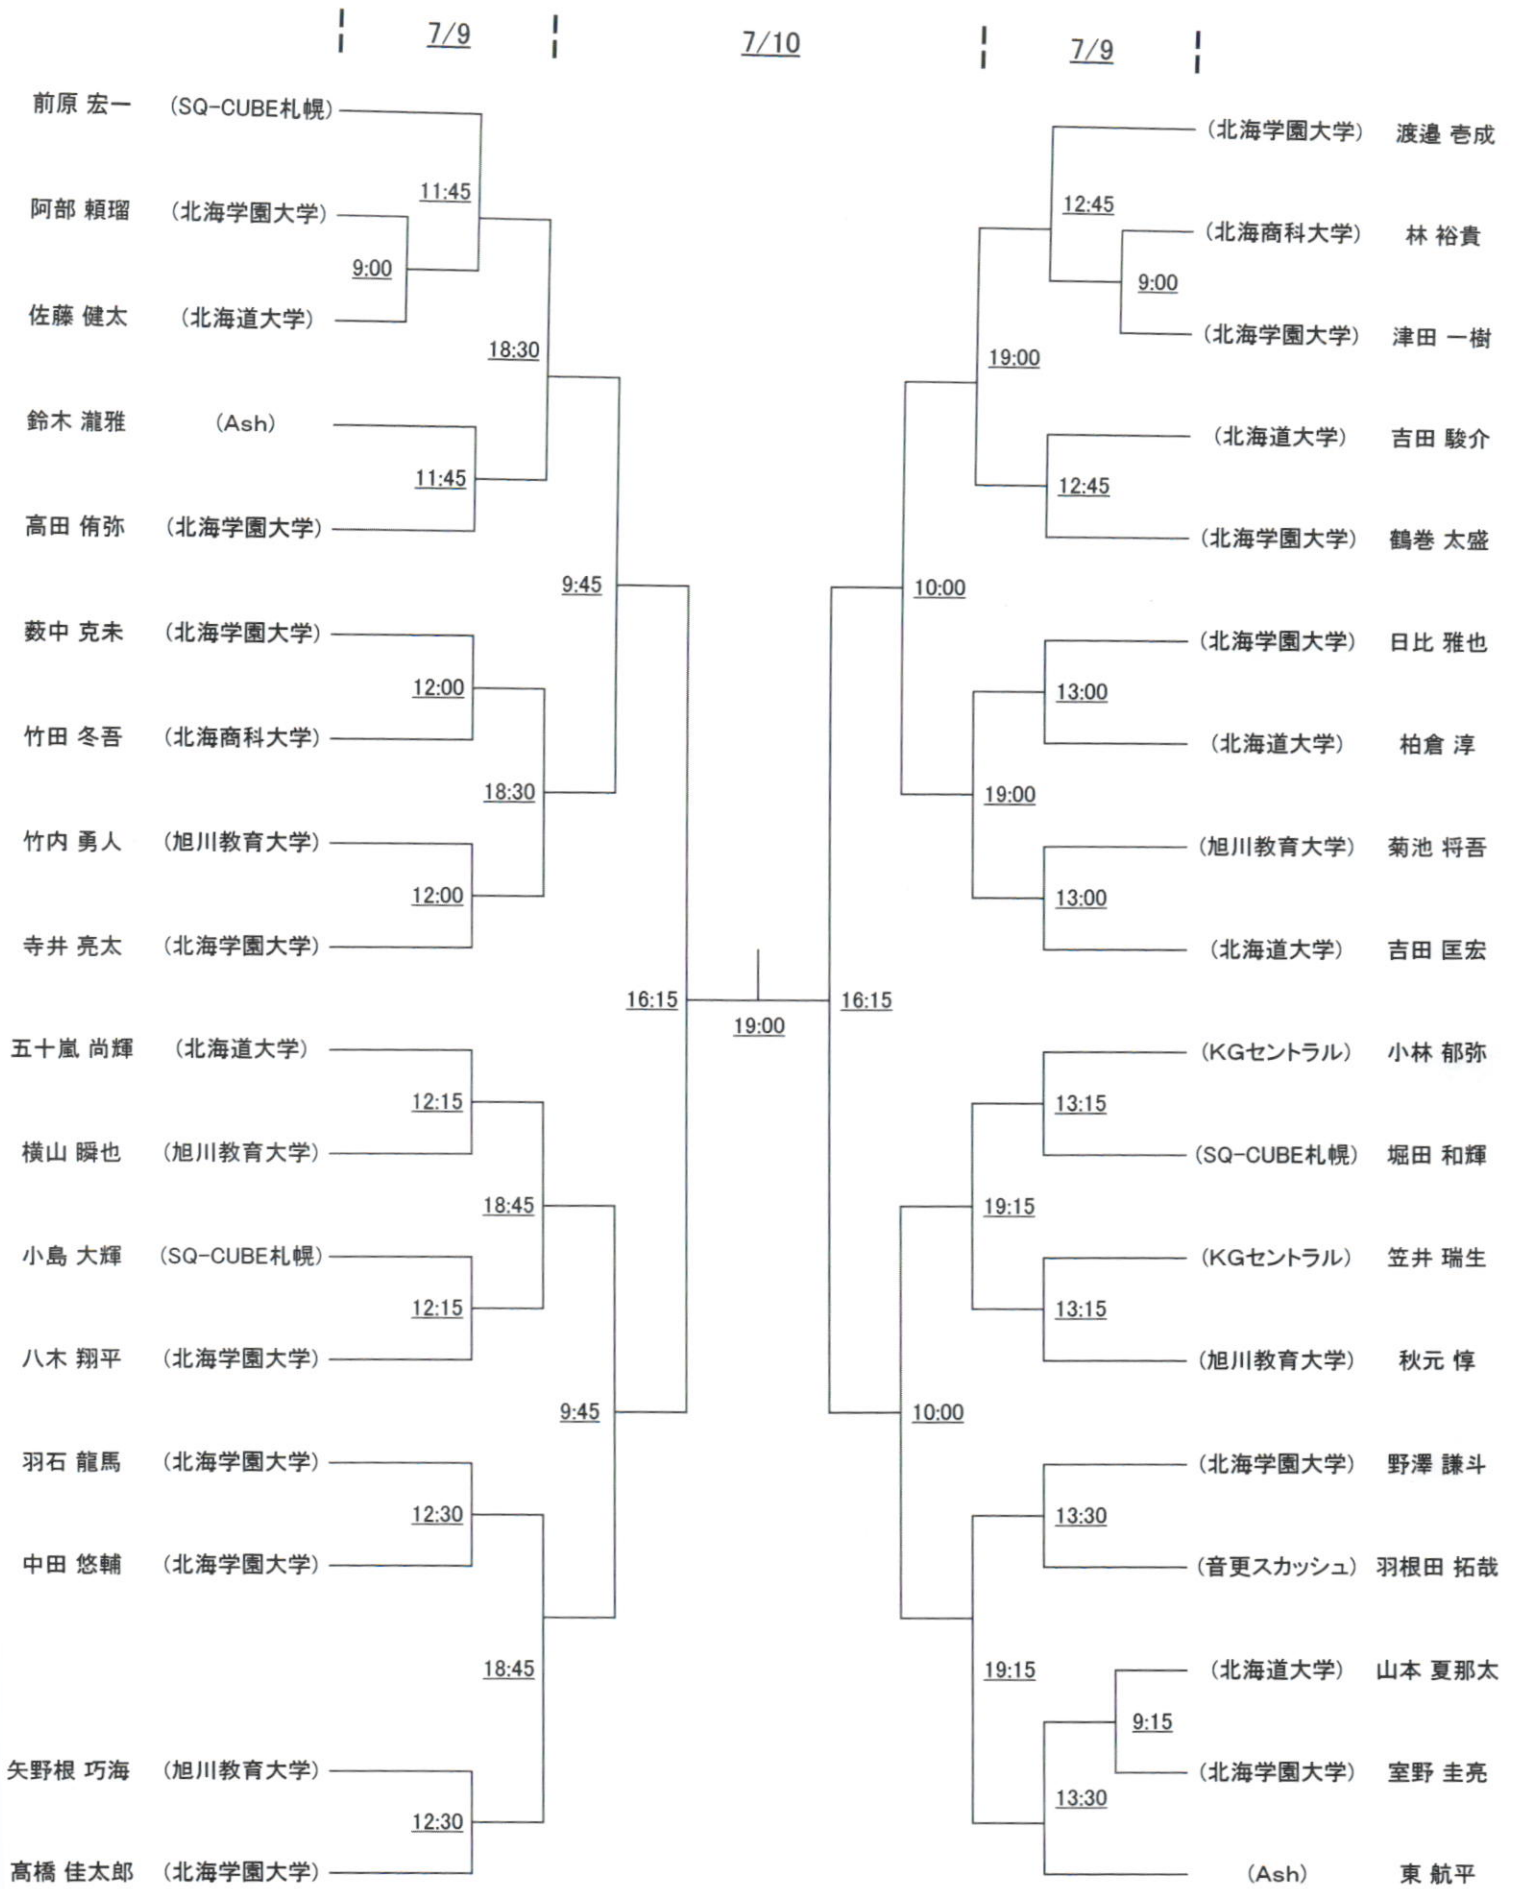 7/9 7/10 7/9
前原 宏一 (SQ-CUBE札幌)
(北海学園大学) 渡邉 壱成
11:45
12:45
阿部 頼瑠 (北海学園大学)
(北海商科大学) 林 裕貴
9:00
9:00
佐藤 健太 (北海道大学)
(北海学園大学) 津田 一樹
18:30
19:00
鈴木 瀧雅 (Ash)
(北海道大学) 吉田 駿介
11:45
12:45
高田 侑弥 (北海学園大学)
(北海学園大学) 鶴巻 太盛
9:45
10:00
薮中 克未 (北海学園大学)
(北海学園大学) 日比 雅也
12:00
13:00
竹田 冬吾 (北海商科大学)
(北海道大学) 柏倉 淳
18:30
19:00
竹内 勇人 (旭川教育大学)
(旭川教育大学) 菊池 将吾
12:00
13:00
寺井 亮太 (北海学園大学)
(北海道大学) 吉田 匡宏
16:15 19:00 16:15
五十嵐 尚輝 (北海道大学)
(KGセントラル) 小林 郁弥
12:15
13:15
横山 瞬也 (旭川教育大学)
(SQ-CUBE札幌) 堀田 和輝
18:45
19:15
小島 大輝 (SQ-CUBE札幌)
(KGセントラル) 笠井 瑞生
12:15
13:15
八木 翔平 (北海学園大学)
(旭川教育大学) 秋元 惇
9:45
10:00
羽石 龍馬 (北海学園大学)
(北海学園大学) 野澤 謙斗
12:30
13:30
中田 悠輔 (北海学園大学)
(音更スカッシュ) 羽根田 拓哉
18:45
19:15
(北海道大学) 山本 夏那太
9:15
矢野根 巧海 (旭川教育大学)
(北海学園大学) 室野 圭亮
12:30
13:30
髙橋 佳太郎 (北海学園大学)
(Ash) 東 航平